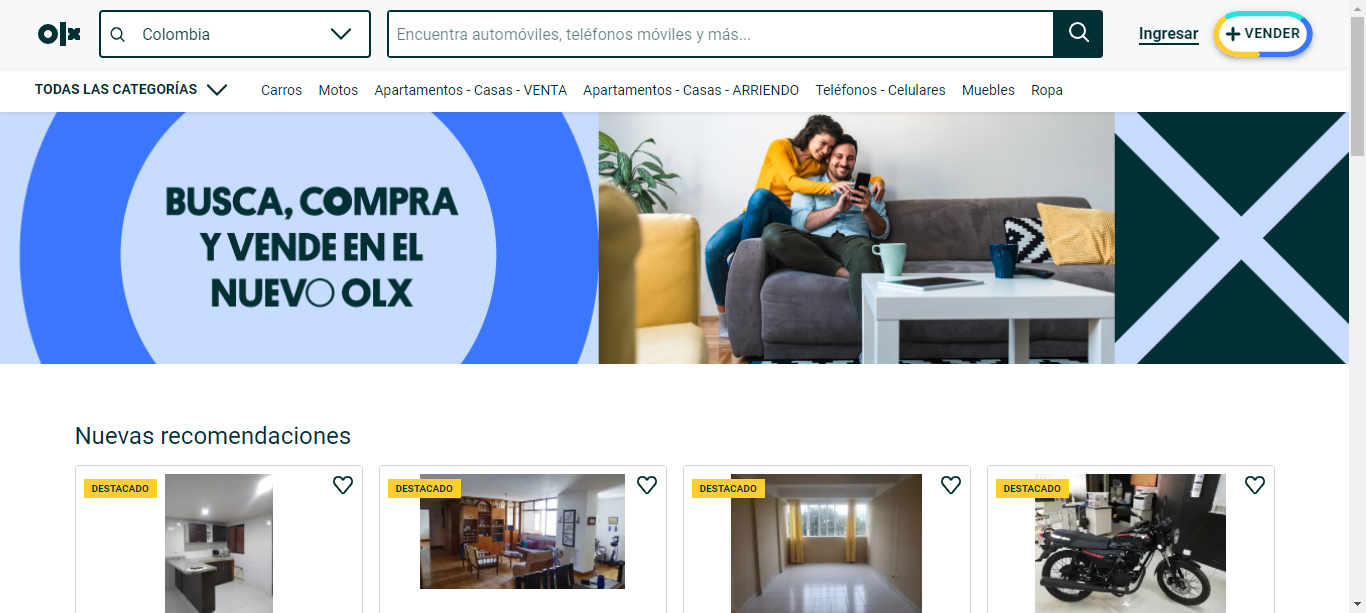 olx
Colombia
Encuentra automóviles, teléfonos móviles y más...
Ingresar
VENDER
TODAS LAS CATEGORÍAS
Carros
Motos
Apartamentos - Casas - VENTA
Apartamentos - Casas - ARRIENDO
Teléfonos - Celulares
Muebles
Ropa
BUSCA, COMPRA
Y VENDE EN EL
NUEVO OLX
Nuevas recomendaciones
DESTACADO
DESTACADO
DESTACADO
DESTACADO